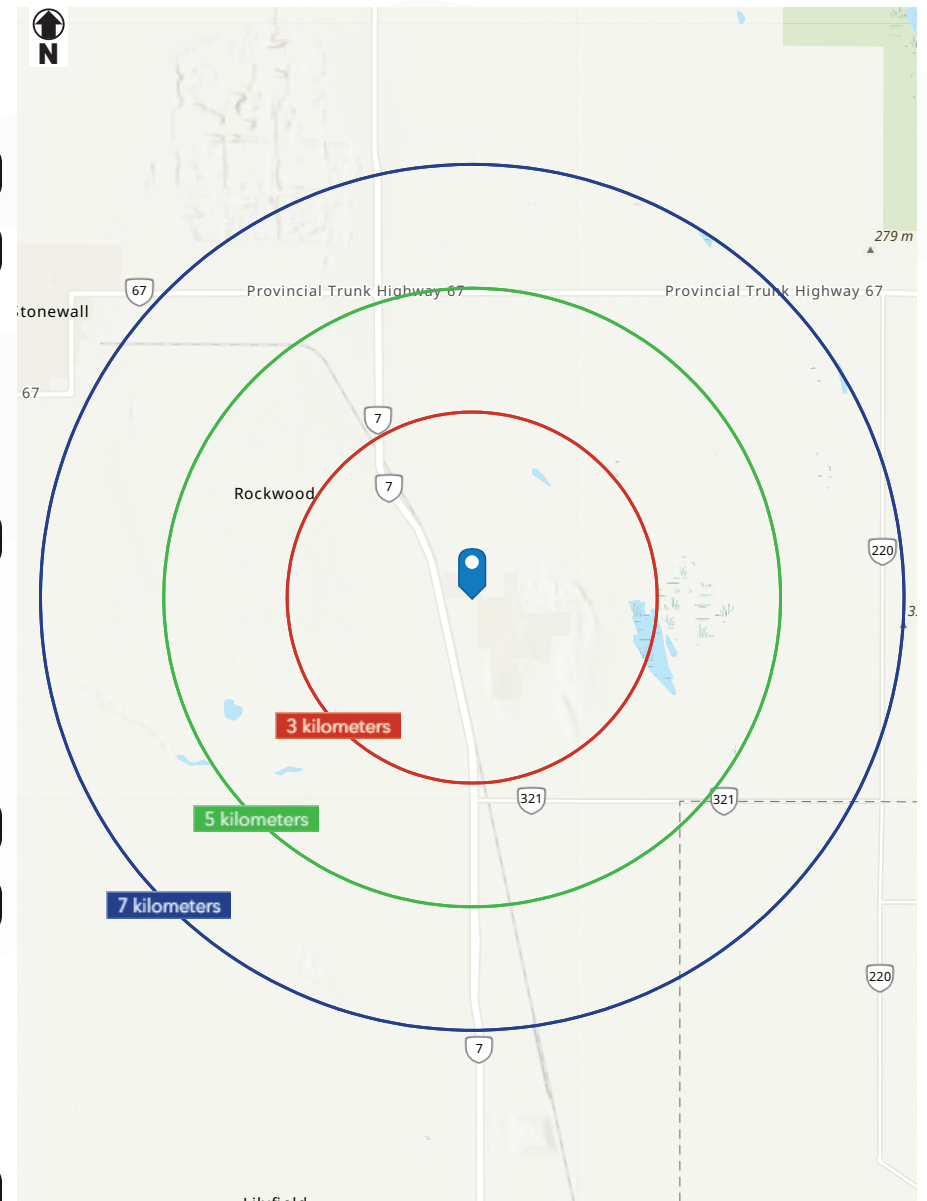 N
279 m
67
Provincial Trunk Highway 67
Provincial Trunk Highway 67
Stonewall
67
7
7
Rockwood
220
3 kilometers
321
321
5 kilometers
7 kilometers
220
7